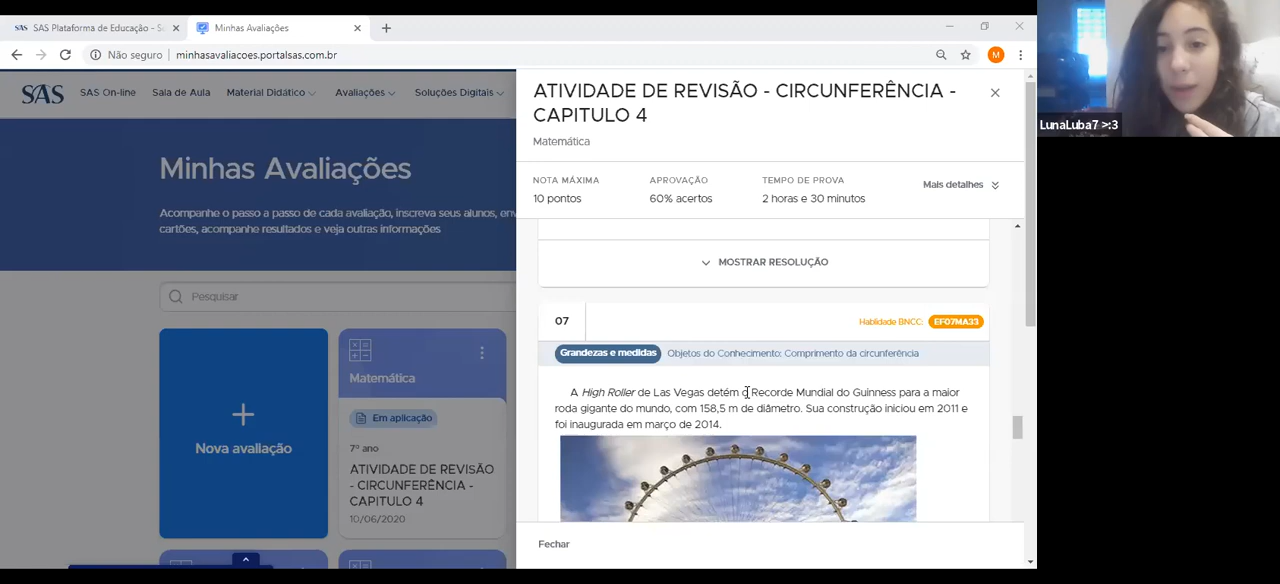 SAS SAS Plataforma de Educação - S
Minhas Avaliações
Não seguro | minhasavaliacoes.portalsas.com.br
M
SAS
SAS On-line
Sala de Aula
Material Didático
Avaliações
Soluções Digitais
Minhas Avaliações
Acompanhe o passo a passo de cada avaliação, inscreva seus alunos, env
cartões, acompanhe resultados e veja outras informações
Pesquisar
Nova avaliação
Matemática
Em aplicação
7º ano
ATIVIDADE DE REVISÃO
- CIRCUNFERÊNCIA -
CAPITULO 4
10/06/2020
ATIVIDADE DE REVISÃO - CIRCUNFERÊNCIA -
CAPITULO 4
Matemática
NOTA MÁXIMA
10 pontos
APROVAÇÃO
60% acertos
TEMPO DE PROVA
2 horas e 30 minutos
Mais detalhes
MOSTRAR RESOLUÇÃO
07
Habilidade BNCC: EF07MA33
Grandezas e medidas
Objetos do Conhecimento: Comprimento da circunferência
A High Roller de Las Vegas detém o Recorde Mundial do Guinness para a maior
roda gigante do mundo, com 158,5 m de diâmetro. Sua construção iniciou em 2011 e
foi inaugurada em março de 2014.
Fechar
LunaLuba7 >:3